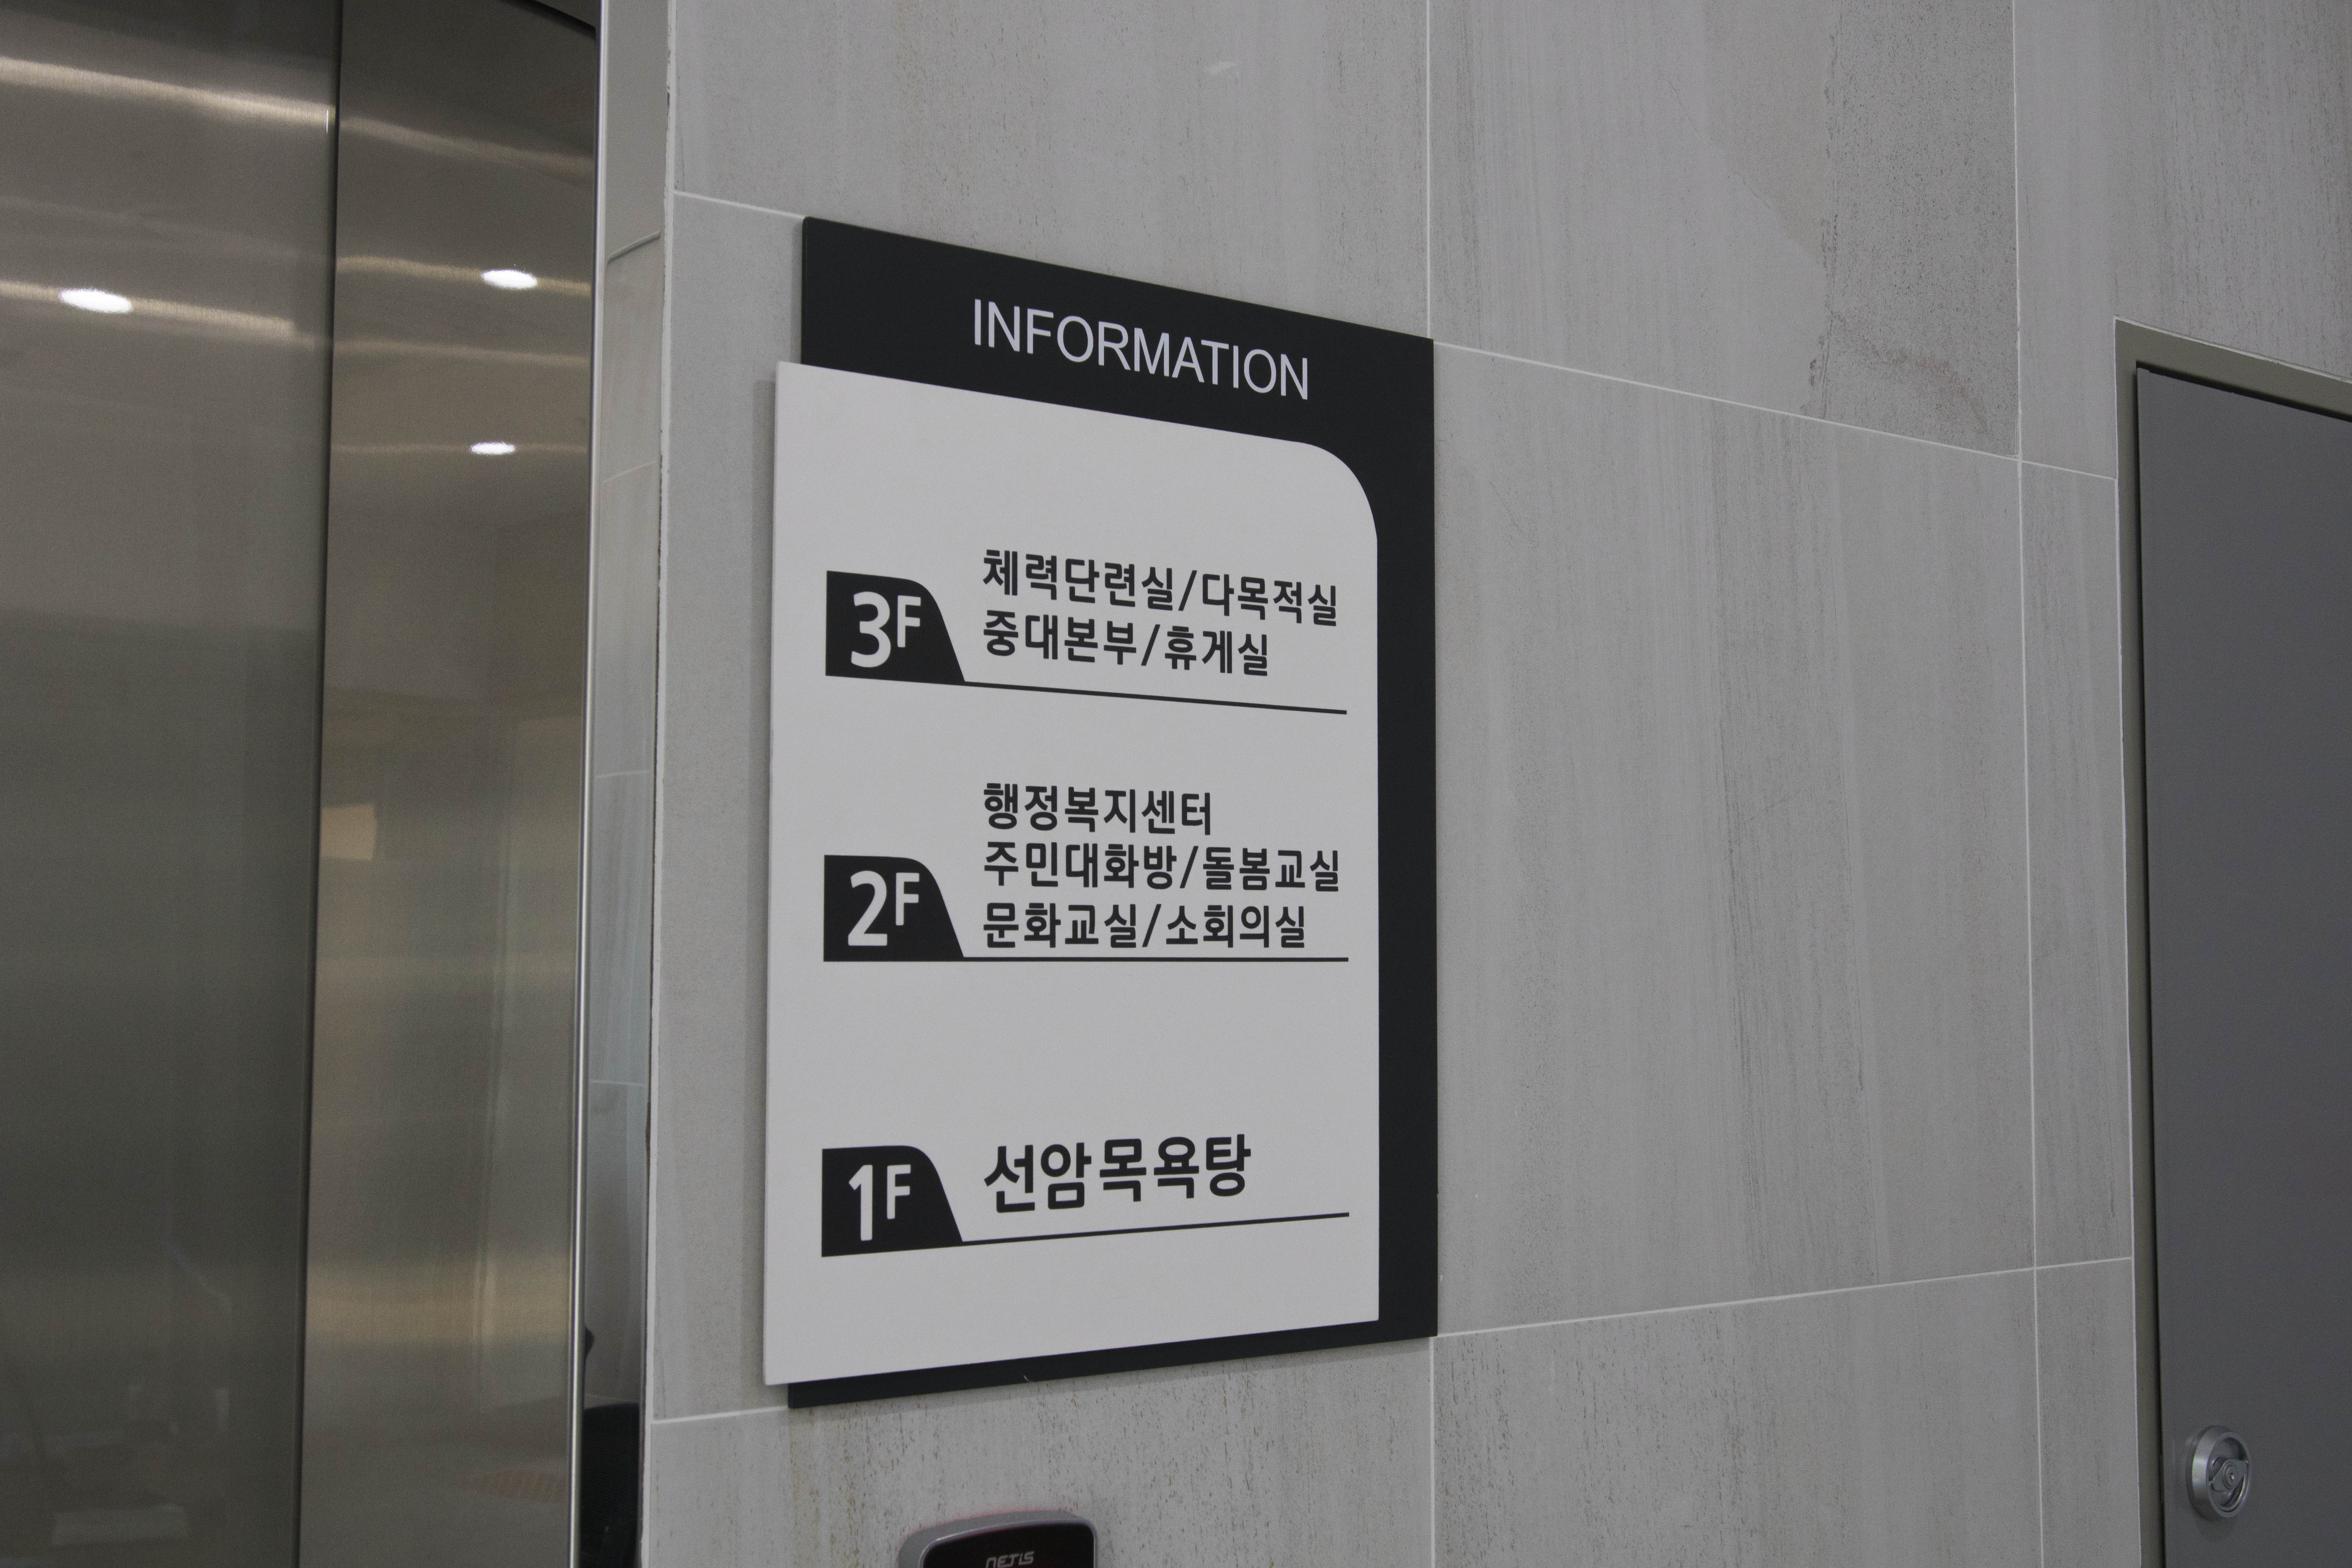 INFORMATION
3F
체력단련실/다목적실
중대본부/휴게실
2F
행정복지센터
주민대화방/돌봄교실
문화교실/소회의실
1F
선암목욕탕
NEJIS